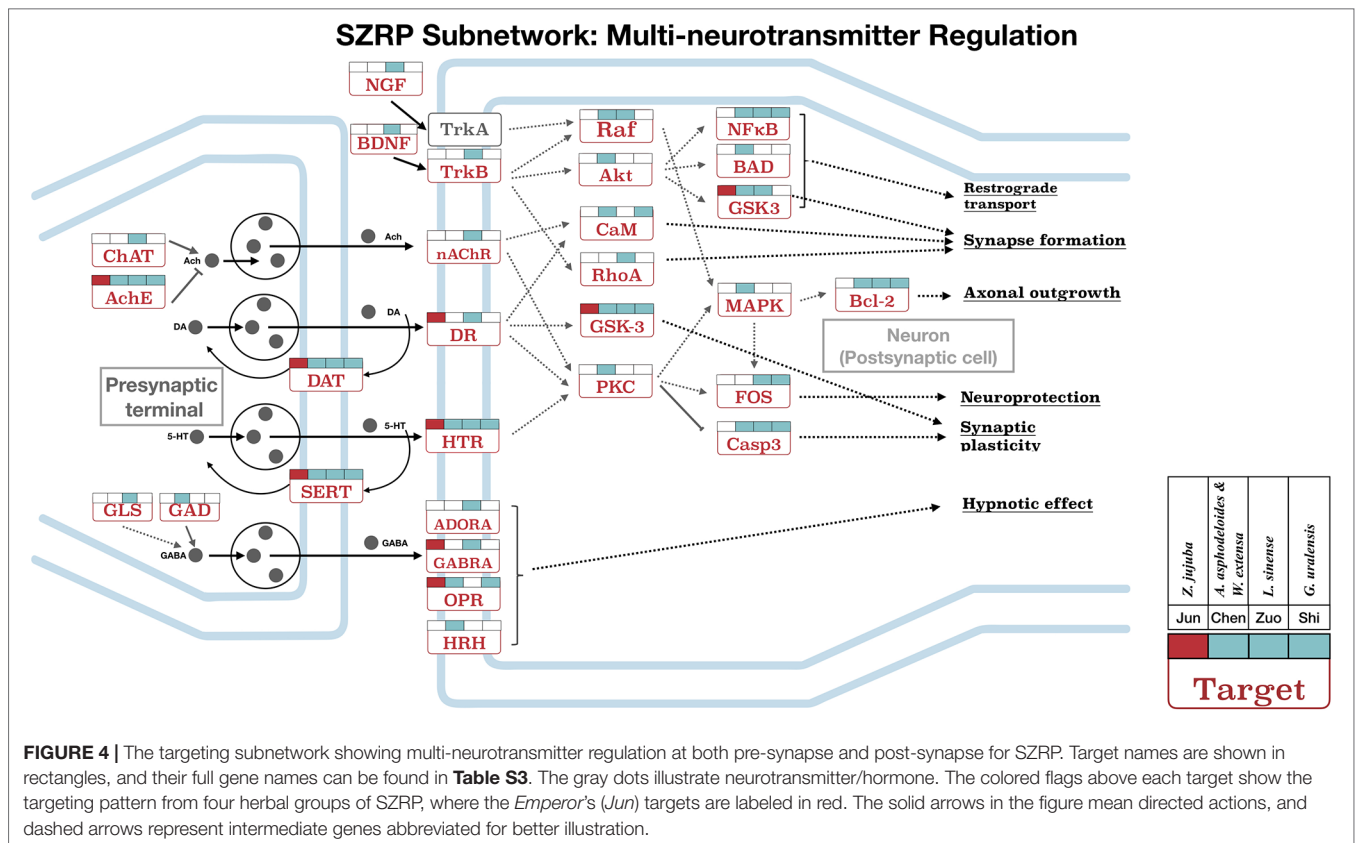 SZRP Subnetwork: Multi-neurotransmitter Regulation
NGF
BDNF
TrkA
TrkB
Raf
Akt
NFκB
BAD
GSK3
Restrograde
transport
ChAT
AchE
Ach
Ach
nAChR
CaM
RhoA
Synapse formation
DA
DA
DAT
DR
GSK-3
MAPK
Bcl-2
Axonal outgrowth
Neuron
(Postsynaptic cell)
Presynaptic
terminal
PKC
FOS
Casp3
Neuroprotection
Synaptic
plasticity
5-HT
5-HT
SERT
HTR
GLS
GAD
GABA
GABA
ADORA
GABRA
OPR
HRH
Hypnotic effect
Z. jujuba
A. asphodeloides &
W. extensa
L. sinense
G. uralensis
Jun
Chen
Zuo
Shi
Target
FIGURE 4 | The targeting subnetwork showing multi-neurotransmitter regulation at both pre-synapse and post-synapse for SZRP. Target names are shown in
rectangles, and their full gene names can be found in Table S3. The gray dots illustrate neurotransmitter/hormone. The colored flags above each target show the
targeting pattern from four herbal groups of SZRP, where the Emperor's (Jun) targets are labeled in red. The solid arrows in the figure mean directed actions, and
dashed arrows represent intermediate genes abbreviated for better illustration.